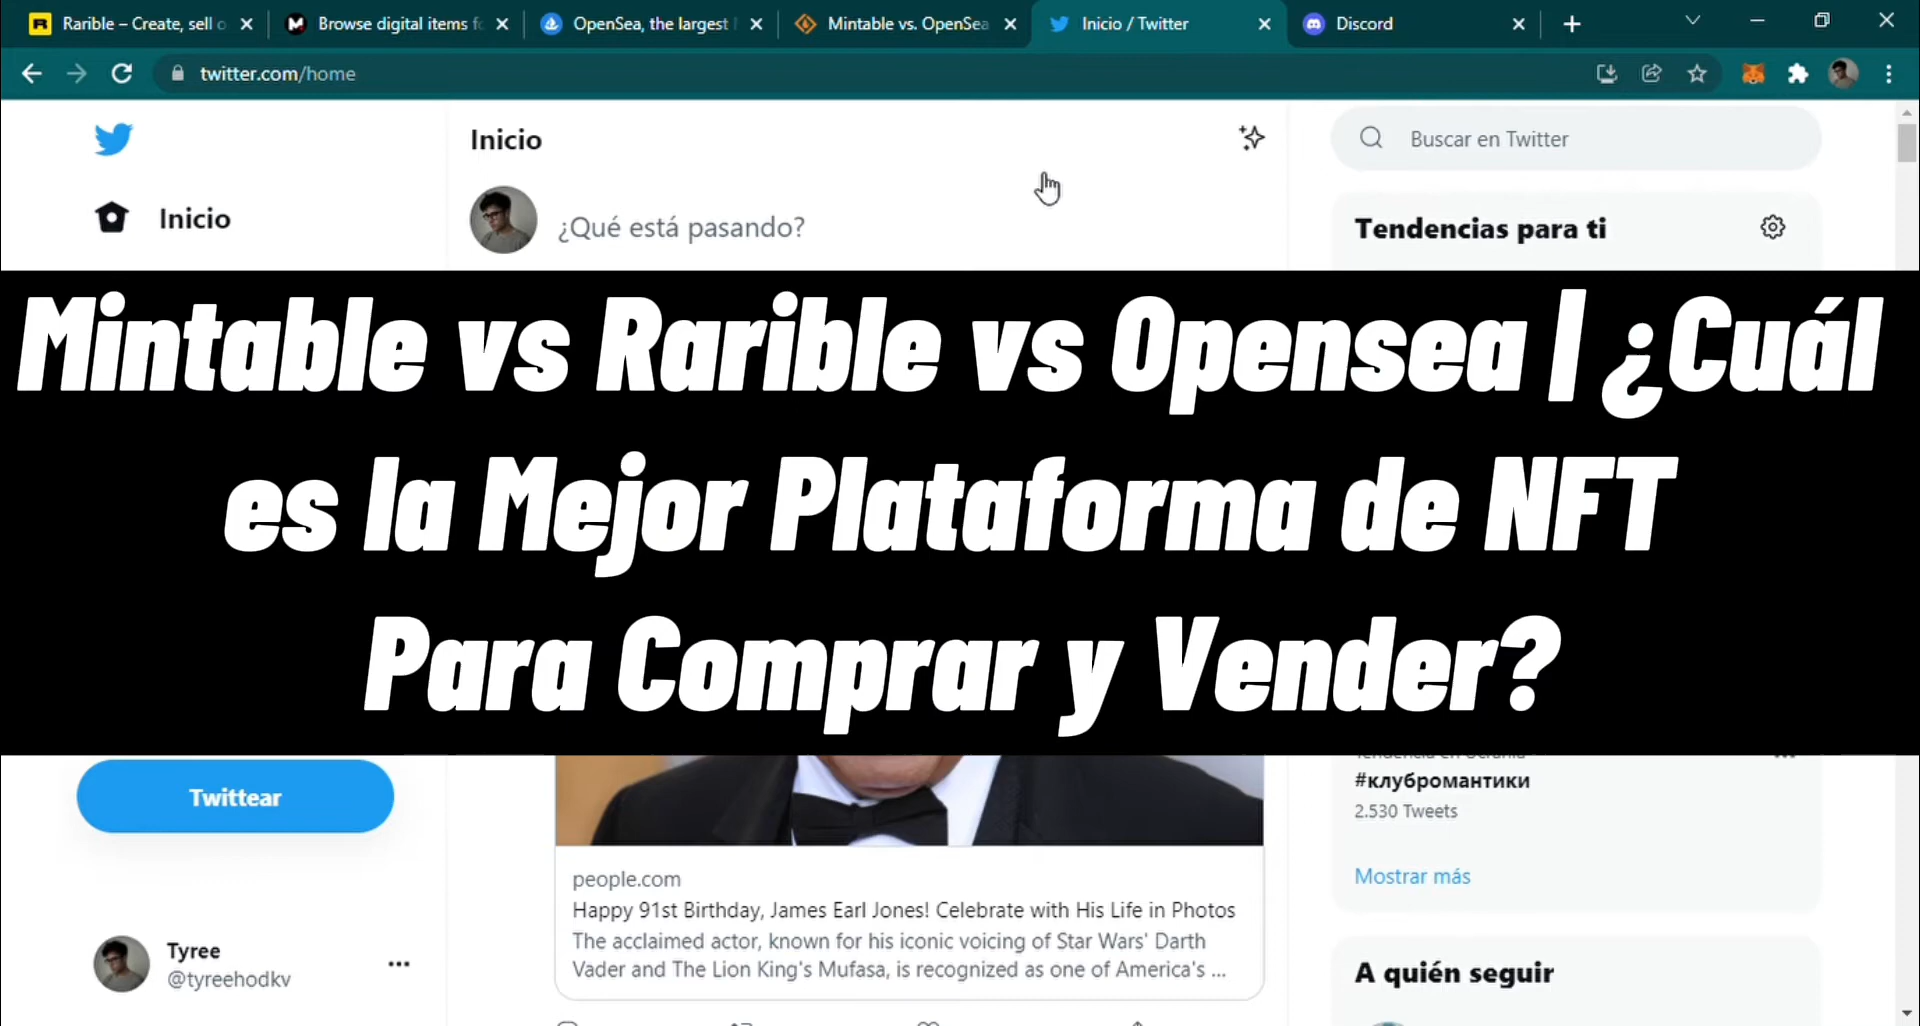 Rarible – Create, sell o
Browse digital items f
OpenSea, the largest
Mintable vs. OpenSea
Inicio / Twitter
Discord
twitter.com/home
Inicio
Buscar en Twitter
Inicio
¿Qué está pasando?
Tendencias para ti
Mintable vs Rarible vs Opensea | ¿Cuál
es la Mejor Plataforma de NFT
Para Comprar y Vender?
#клубромантики
2.530 Tweets
Twittear
Mostrar más
people.com
Happy 91st Birthday, James Earl Jones! Celebrate with His Life in Photos
The acclaimed actor, known for his iconic voicing of Star Wars' Darth
Vader and The Lion King's Mufasa, is recognized as one of America's ...
Tyree
@tyreehodkv
A quién seguir